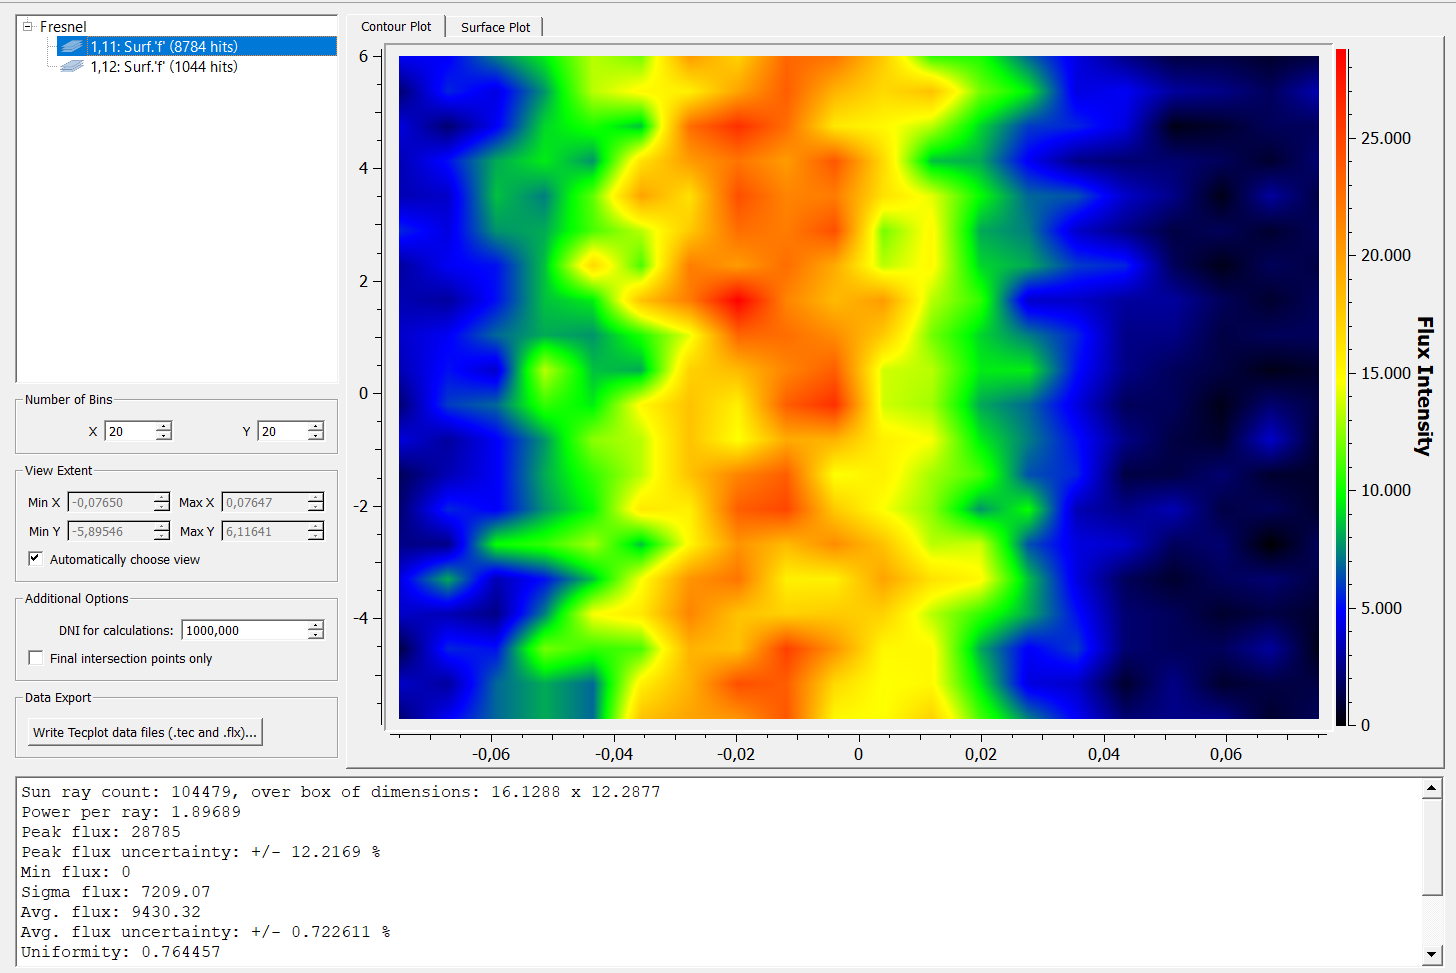 Fresnel
1,11: Surf.'f' (8784 hits)
1,12: Surf.'f' (1044 hits)
Number of Bins
X 20 Y 20
View Extent
Min X -0,07650 Max X 0,07647
Min Y -5,89546 Max Y 6,11641
Automatically choose view
Additional Options
DNI for calculations: 1000,000
Final intersection points only
Data Export
Write Tecplot data files (.tec and .flx)...
Contour Plot Surface Plot
6
4
2
0
-2
-4
-0,06 -0,04 -0,02 0 0,02 0,04 0,06
25.000
20.000
15.000
10.000
5.000
0
Flux Intensity
Sun ray count: 104479, over box of dimensions: 16.1288 x 12.2877
Power per ray: 1.89689
Peak flux: 28785
Peak flux uncertainty: +/- 12.2169 %
Min flux: 0
Sigma flux: 7209.07
Avg. flux: 9430.32
Avg. flux uncertainty: +/- 0.722611 %
Uniformity: 0.764457